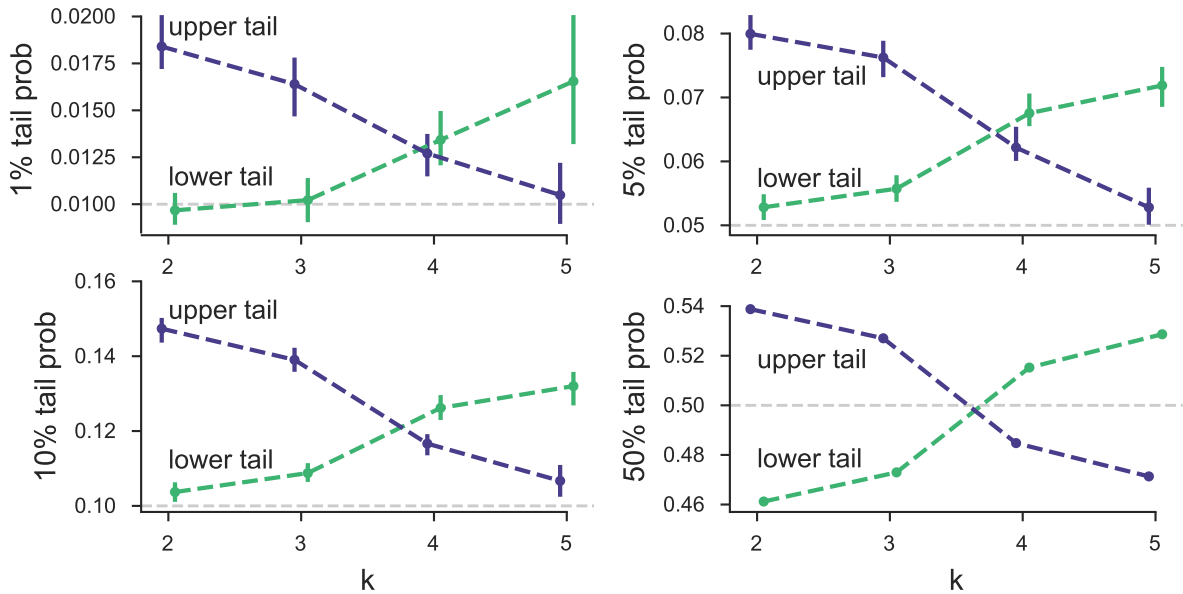 1% tail prob
0.0200
0.0175
0.0150
0.0125
0.0100
upper tail
lower tail
2 3 4 5
5% tail prob
0.08
0.07
0.06
0.05
upper tail
lower tail
2 3 4 5
10% tail prob
0.16
0.14
0.12
0.10
upper tail
lower tail
2 3 4 5
k
50% tail prob
0.54
0.52
0.50
0.48
0.46
upper tail
lower tail
2 3 4 5
k